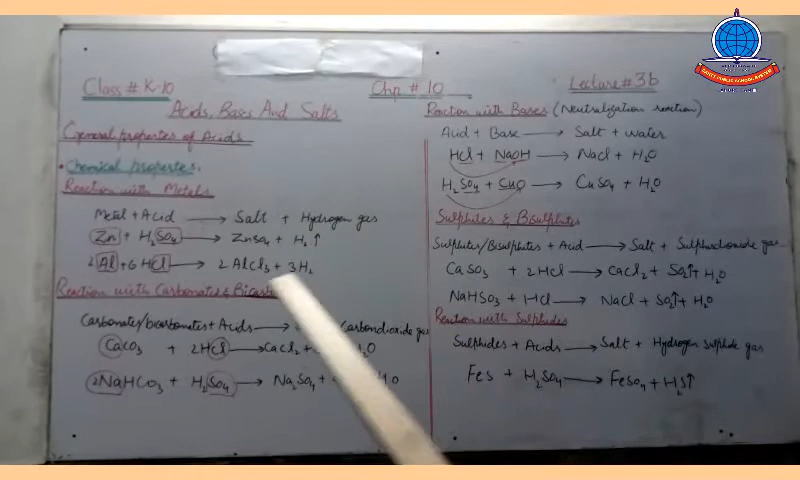 Class # K-10
Chp # 10
Lecture # 3b
Acids, Bases And Salts
General properties of Acids
• Chemical properties.
Reaction with Metals
Metal + Acid → Salt + Hydrogen gas
Zn + H₂SO₄ → ZnSO₄ + H₂↑
2Al + 6HCl → 2AlCl₃ + 3H₂
Reaction with Carbonates & Bicarb
Carbonates/bicarbonates + Acids → Carbondioxide gas
CaCO₃ + 2HCl → CaCl₂ + O
2NaHCO₃ + H₂SO₄ → Na₂SO₄ + O
Reaction with Bases (Neutralization reaction)
Acid + Base → Salt + water
HCl + NaOH → NaCl + H₂O
H₂SO₄ + CuO → CuSO₄ + H₂O
Sulphites & Bisulphites
Sulphites/Bisulphites + Acid → Salt + Sulphurdioxide gas
CaSO₃ + 2HCl → CaCl₂ + SO₂↑ + H₂O
NaHSO₃ + HCl → NaCl + SO₂↑ + H₂O
Reaction with Sulphides
Sulphides + Acids → Salt + Hydrogen sulphide gas
FeS + H₂SO₄ → FeSO₄ + H₂S↑